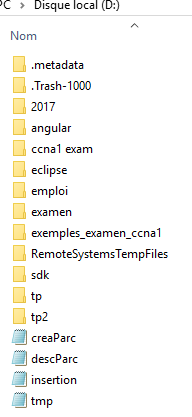 PC > Disque local (D:)
Nom
.metadata
.Trash-1000
2017
angular
ccna1 exam
eclipse
emploi
examen
exemples_examen_ccna1
RemoteSystemsTempFiles
sdk
tp
tp2
creaParc
descParc
insertion
tmp